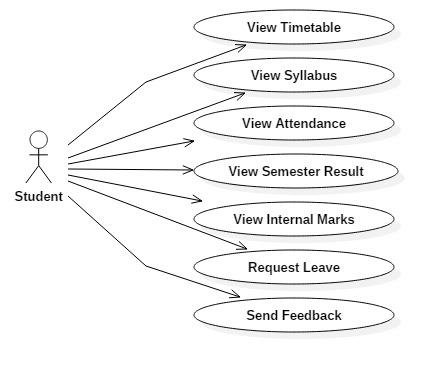 View Timetable
View Syllabus
View Attendance
View Semester Result
Student
View Internal Marks
Request Leave
Send Feedback